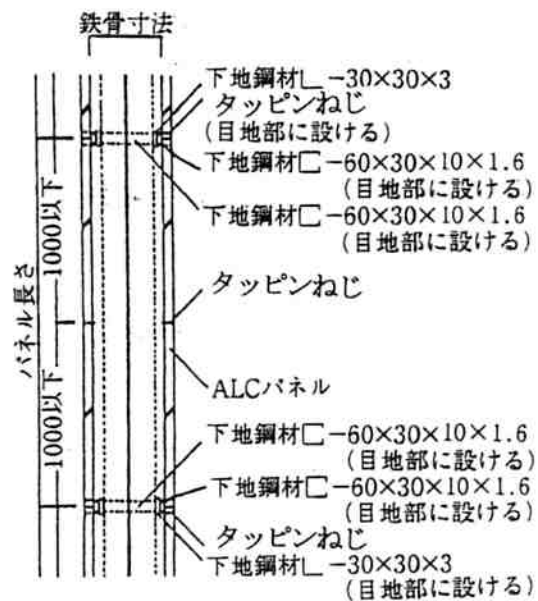 鉄骨寸法
下地鋼材∟-30×30×3
タッピンねじ
(目地部に設ける)
下地鋼材⊏-60×30×10×1.6
(目地部に設ける)
下地鋼材⊏-60×30×10×1.6
(目地部に設ける)
パネル長さ
1000以下
1000以下
タッピンねじ
ALCパネル
下地鋼材⊏-60×30×10×1.6
(目地部に設ける)
下地鋼材⊏-60×30×10×1.6
(目地部に設ける)
タッピンねじ
下地鋼材∟-30×30×3
(目地部に設ける)